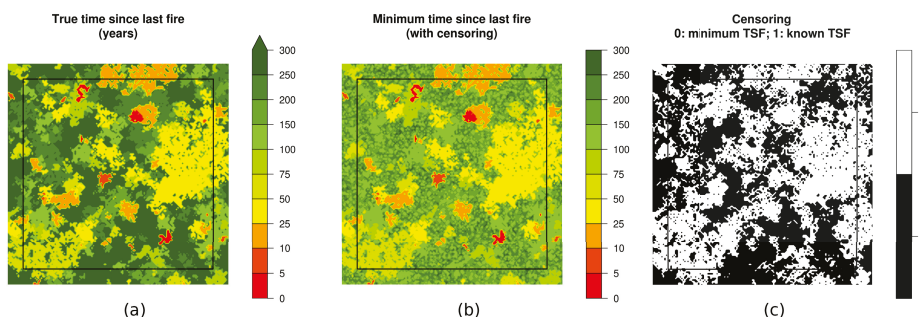 True time since last fire
(years)
300
250
200
150
100
75
50
25
10
5
0
(a)
Minimum time since last fire
(with censoring)
300
250
200
150
100
75
50
25
10
5
0
(b)
Censoring
0: minimum TSF; 1: known TSF
(c)